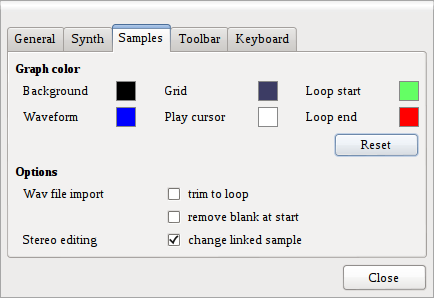 General Synth Samples Toolbar Keyboard
Graph color
Background Grid Loop start
Waveform Play cursor Loop end
Reset
Options
Wav file import trim to loop
remove blank at start
Stereo editing change linked sample
Close